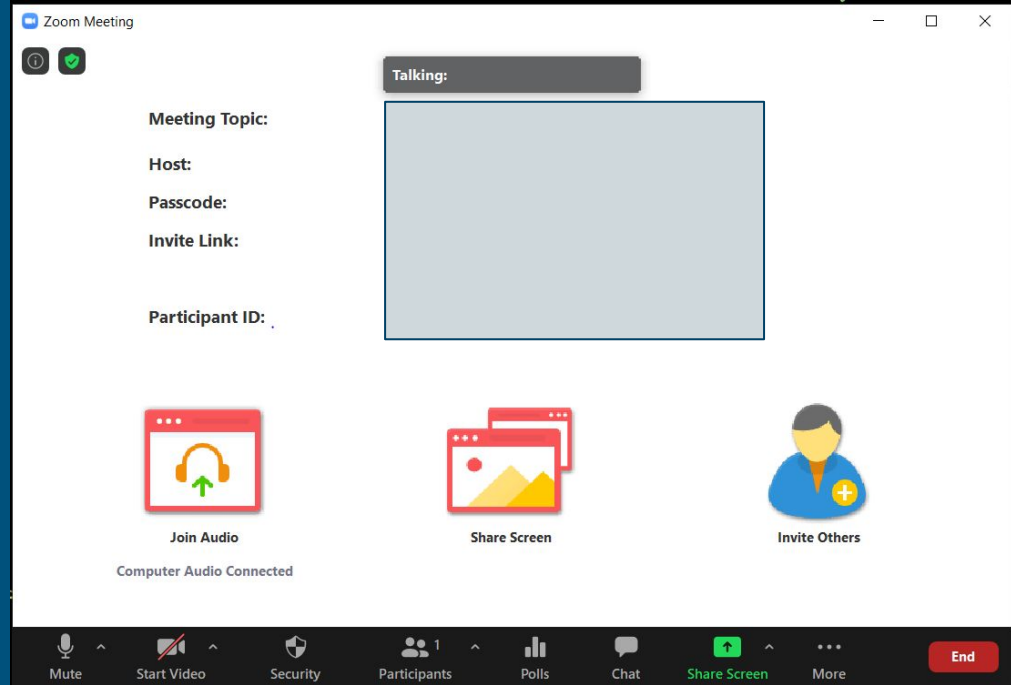 Zoom Meeting
Talking:
Meeting Topic:
Host:
Passcode:
Invite Link:
Participant ID:
Join Audio
Share Screen
Invite Others
Computer Audio Connected
1
Mute
Start Video
Security
Participants
Polls
Chat
Share Screen
More
End